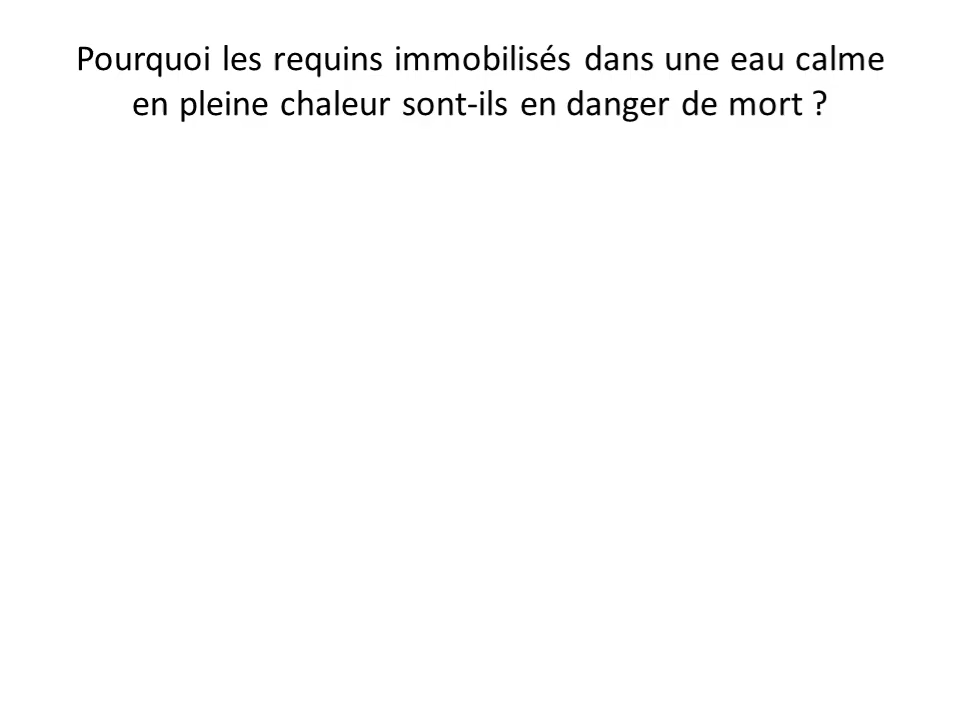 Pourquoi les requins immobilisés dans une eau calme
en pleine chaleur sont-ils en danger de mort ?